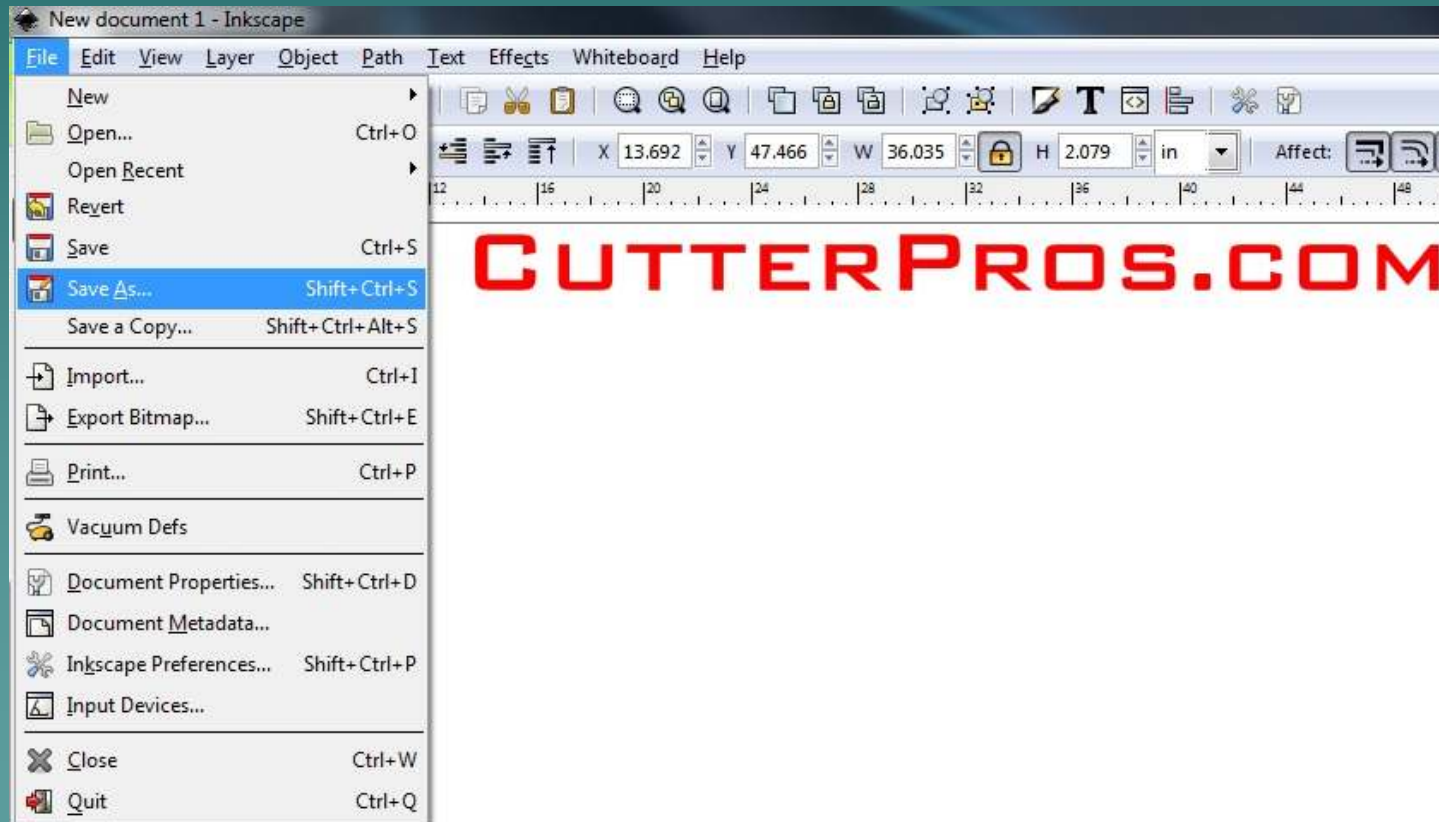 New document 1 - Inkscape
File Edit View Layer Object Path Text Effects Whiteboard Help
New
Open... Ctrl+O
X 13.692 Y 47.466 W 36.035 H 2.079 in Affect:
Open Recent
12 16 20 24 28 32 36 40 44 48
Revert
Save Ctrl+S
CUTTERPROS.COM
Save As... Shift+Ctrl+S
Save a Copy... Shift+Ctrl+Alt+S
Import... Ctrl+I
Export Bitmap... Shift+Ctrl+E
Print... Ctrl+P
Vacuum Defs
Document Properties... Shift+Ctrl+D
Document Metadata...
Inkscape Preferences... Shift+Ctrl+P
Input Devices...
Close Ctrl+W
Quit Ctrl+Q